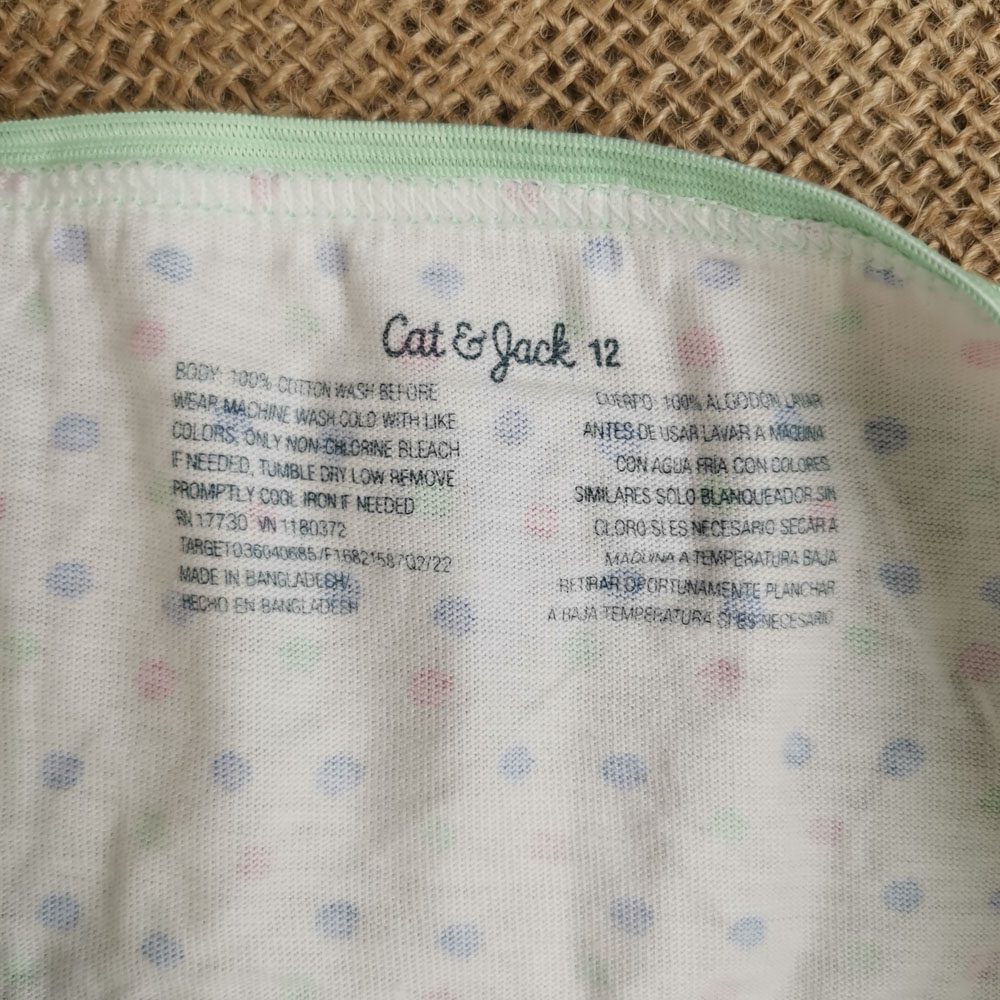 Cat & Jack 12
BODY: 100% COTTON WASH BEFORE
WEAR MACHINE WASH COLD WITH LIKE
COLORS, ONLY NON-CHLORINE BLEACH
IF NEEDED, TUMBLE DRY LOW REMOVE
PROMPTLY COOL IRON IF NEEDED
RN 17730 VN 1180372
MADE IN BANGLADESH/
HECHO EN BANGLADESH
CUERPO: 100% ALGODON LAVAR
ANTES DE USAR LAVAR A MAQUINA
CON AGUA FRIA CON COLORES
SIMILARES SOLO BLANQUEADOR SIN
CLORO SI ES NECESARIO SECAR A
MAQUINA A TEMPERATURA BAJA
RETIRAR OPORTUNAMENTE PLANCHAR
A BAJA TEMPERATURA SI ES NECESARIO